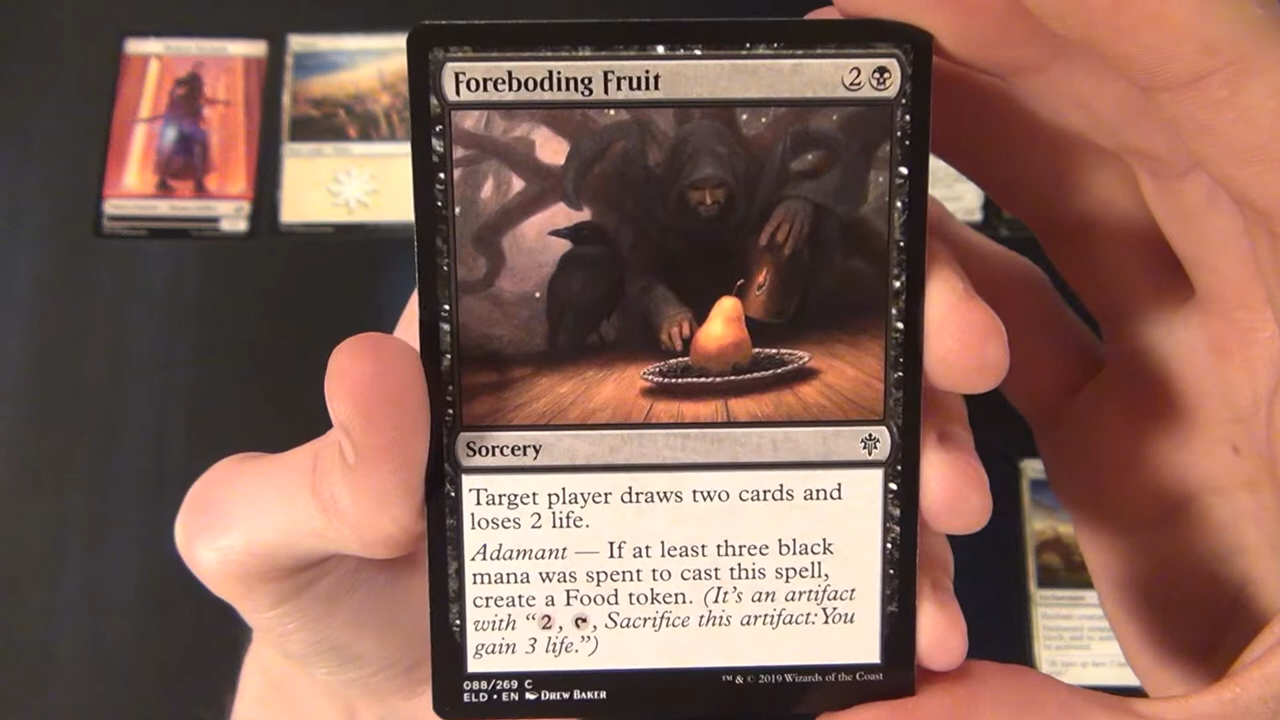 Foreboding Fruit 2
Sorcery
Target player draws two cards and
loses 2 life.
Adamant — If at least three black
mana was spent to cast this spell,
create a Food token. (It's an artifact
with “2, T, Sacrifice this artifact:You
gain 3 life.”)
088/269 C
ELD • EN Drew Baker
™ & © 2019 Wizards of the Coast